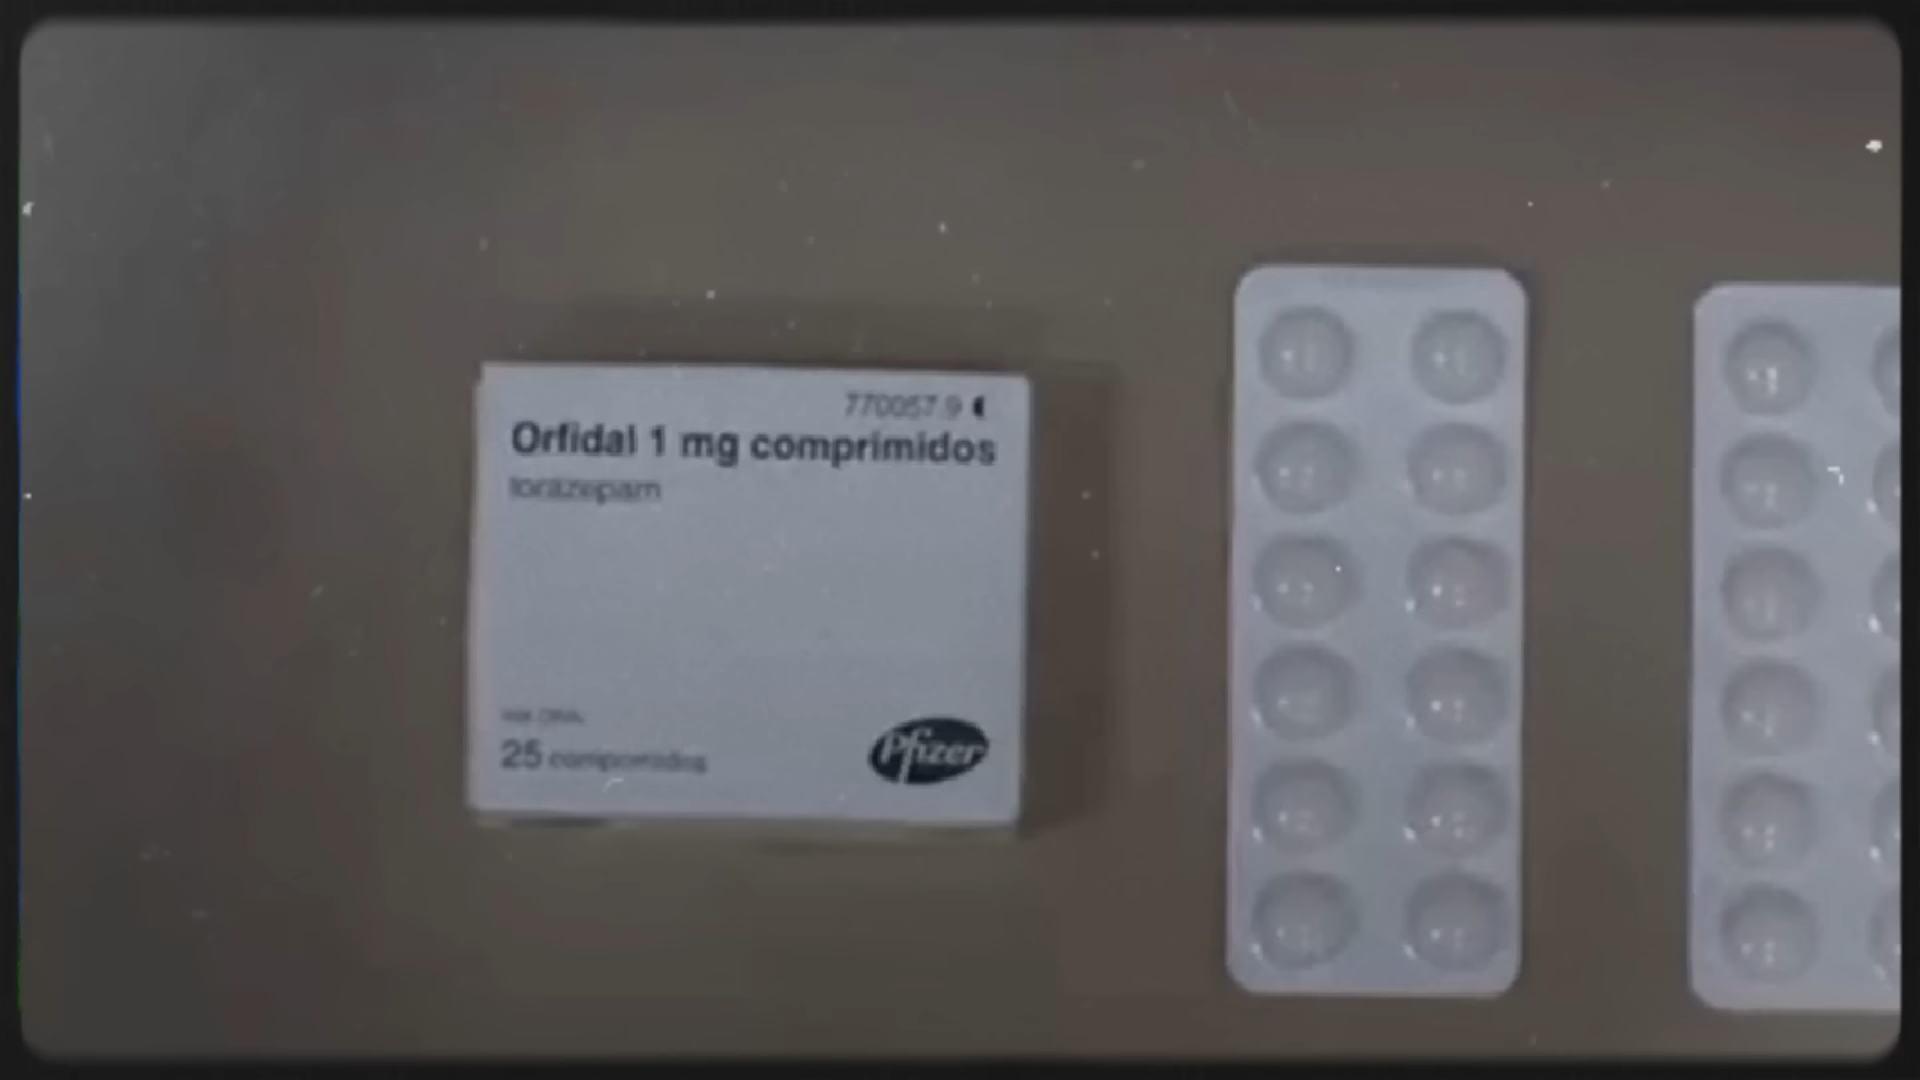 770057.9
Orfidal 1 mg comprimidos
lorazepam
25 comprimidos
Pfizer